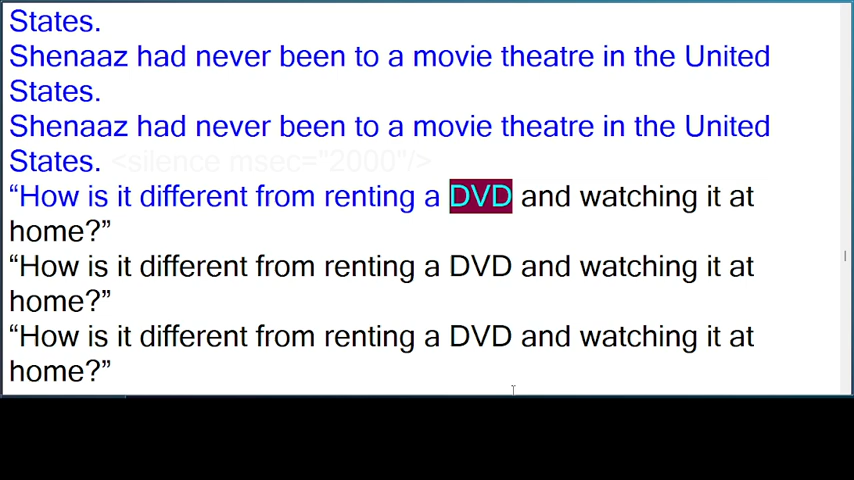 States.
Shenaaz had never been to a movie theatre in the United
States.
Shenaaz had never been to a movie theatre in the United
States. <silence msec="2000"/>
“How is it different from renting a DVD and watching it at
home?”
“How is it different from renting a DVD and watching it at
home?”
“How is it different from renting a DVD and watching it at
home?”